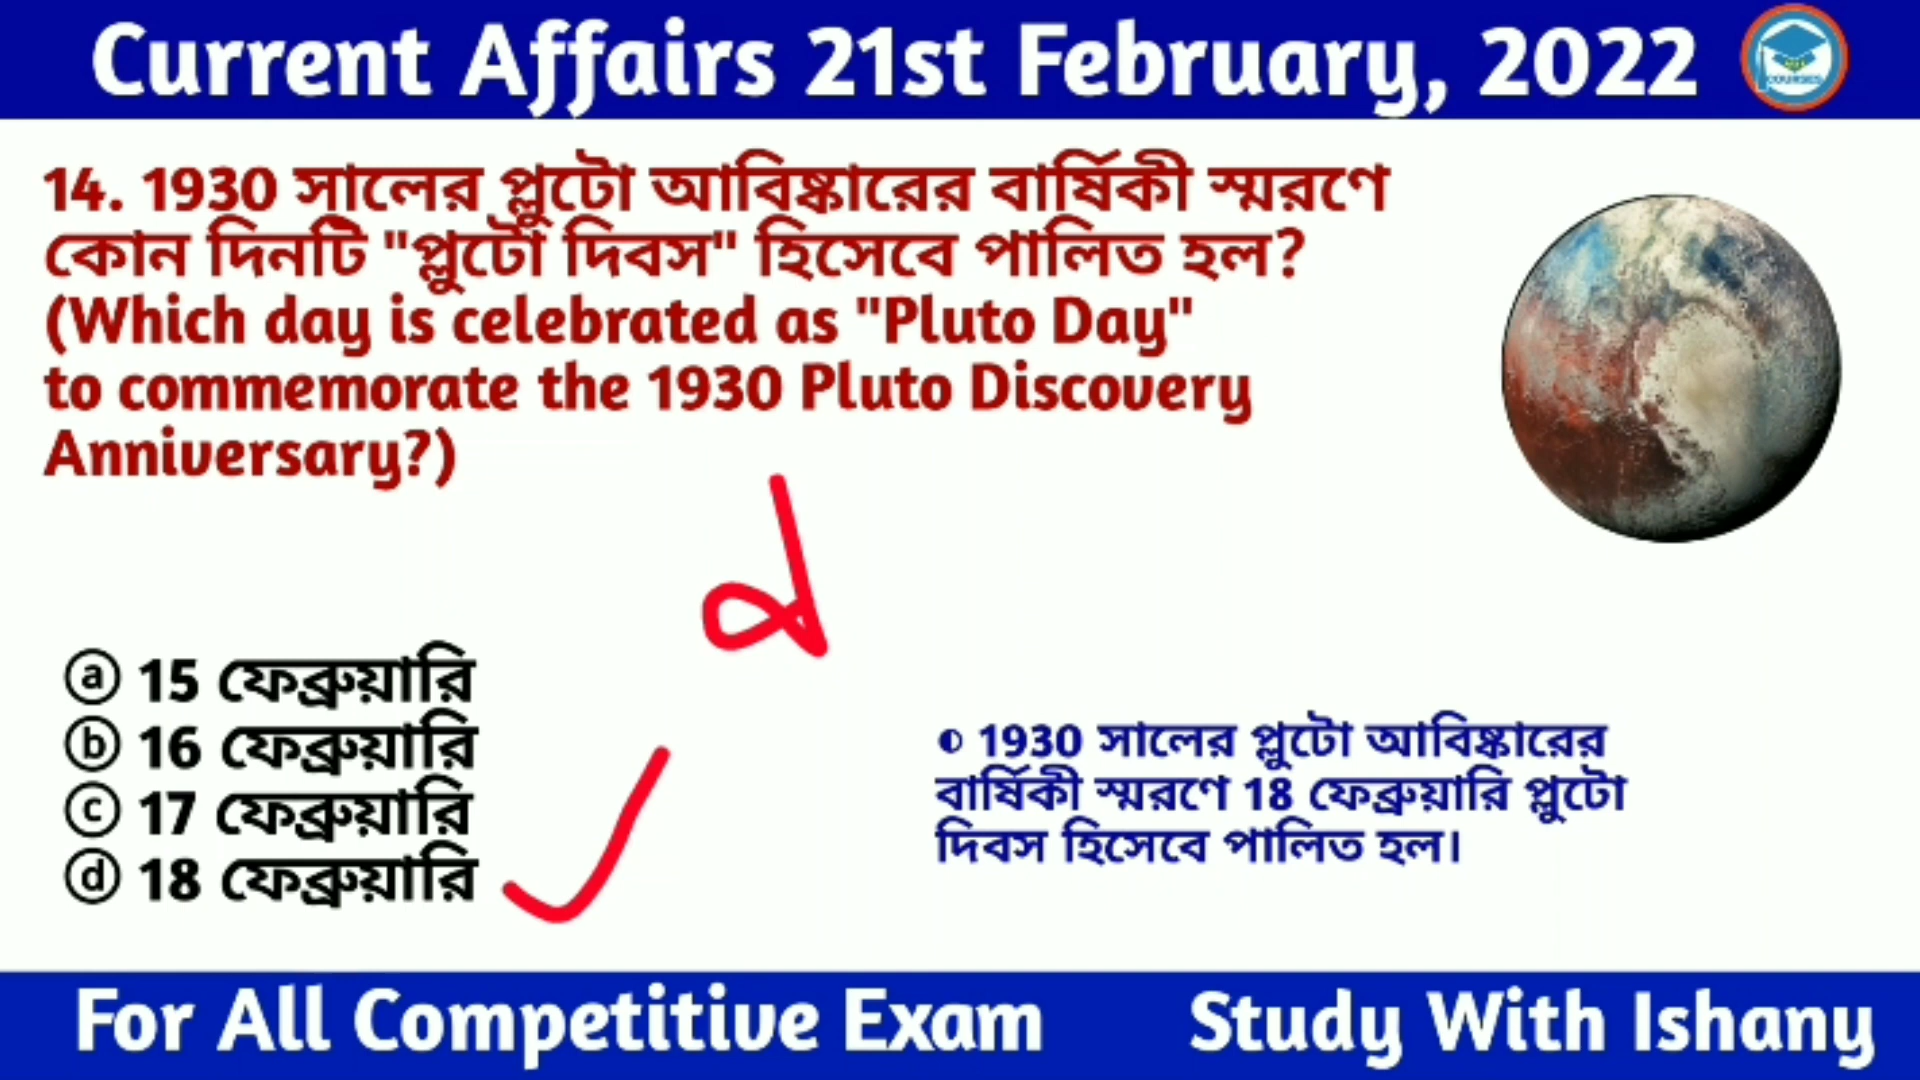 Current Affairs 21st February, 2022
COURSES
14. 1930 সালের প্লুটো আবিষ্কারের বার্ষিকী স্মরণে
কোন দিনটি "প্লুটো দিবস" হিসেবে পালিত হল?
(Which day is celebrated as "Pluto Day"
to commemorate the 1930 Pluto Discovery
Anniversary?)
d
ⓐ 15 ফেব্রুয়ারি
ⓑ 16 ফেব্রুয়ারি
ⓒ 17 ফেব্রুয়ারি
ⓓ 18 ফেব্রুয়ারি
◐ 1930 সালের প্লুটো আবিষ্কারের
বার্ষিকী স্মরণে 18 ফেব্রুয়ারি প্লুটো
দিবস হিসেবে পালিত হল।
For All Competitive Exam
Study With Ishany